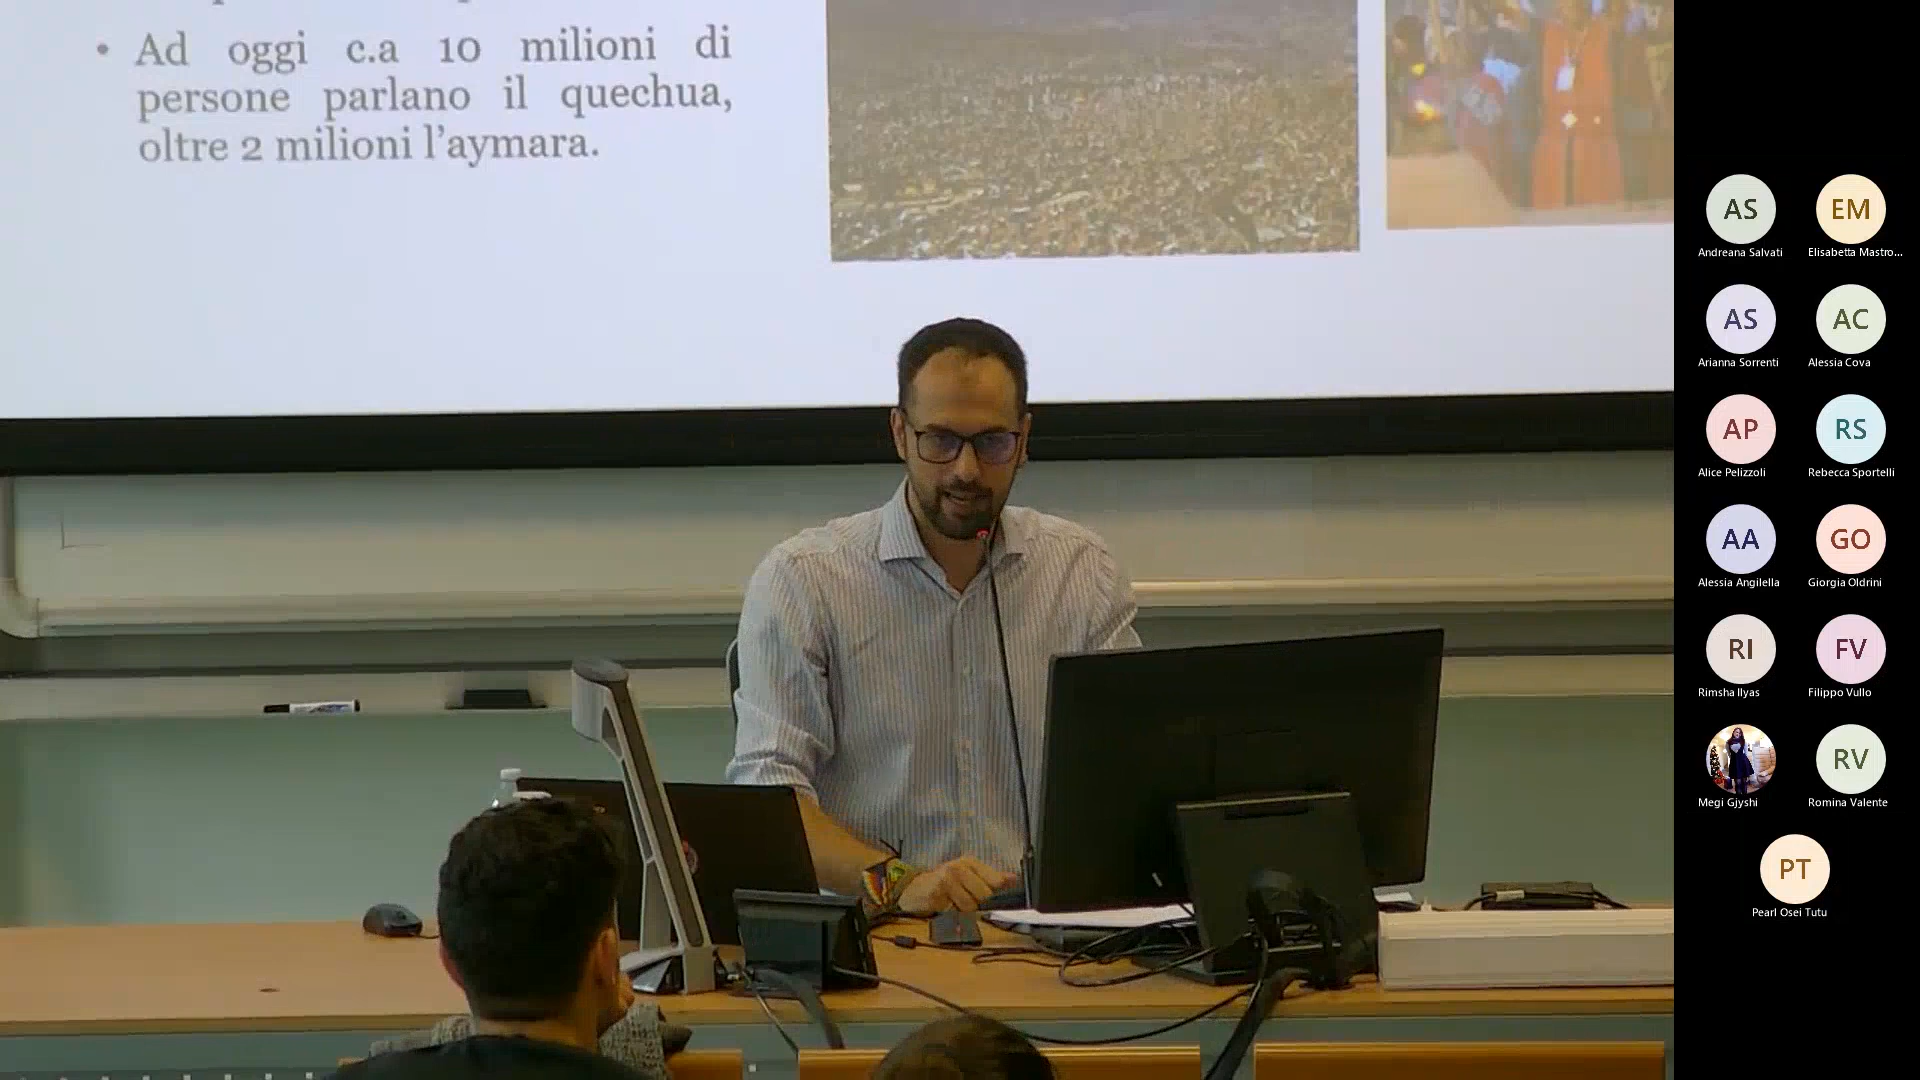 • Ad oggi c.a 10 milioni di
persone parlano il quechua,
oltre 2 milioni l'aymara.
AS
Andreana Salvati
EM
Elisabetta Mastro...
AS
Arianna Sorrenti
AC
Alessia Cova
AP
Alice Pelizzoli
RS
Rebecca Sportelli
AA
Alessia Angilella
GO
Giorgia Oldrini
RI
Rimsha Ilyas
FV
Filippo Vullo
Megi Gjyshi
RV
Romina Valente
PT
Pearl Osei Tutu